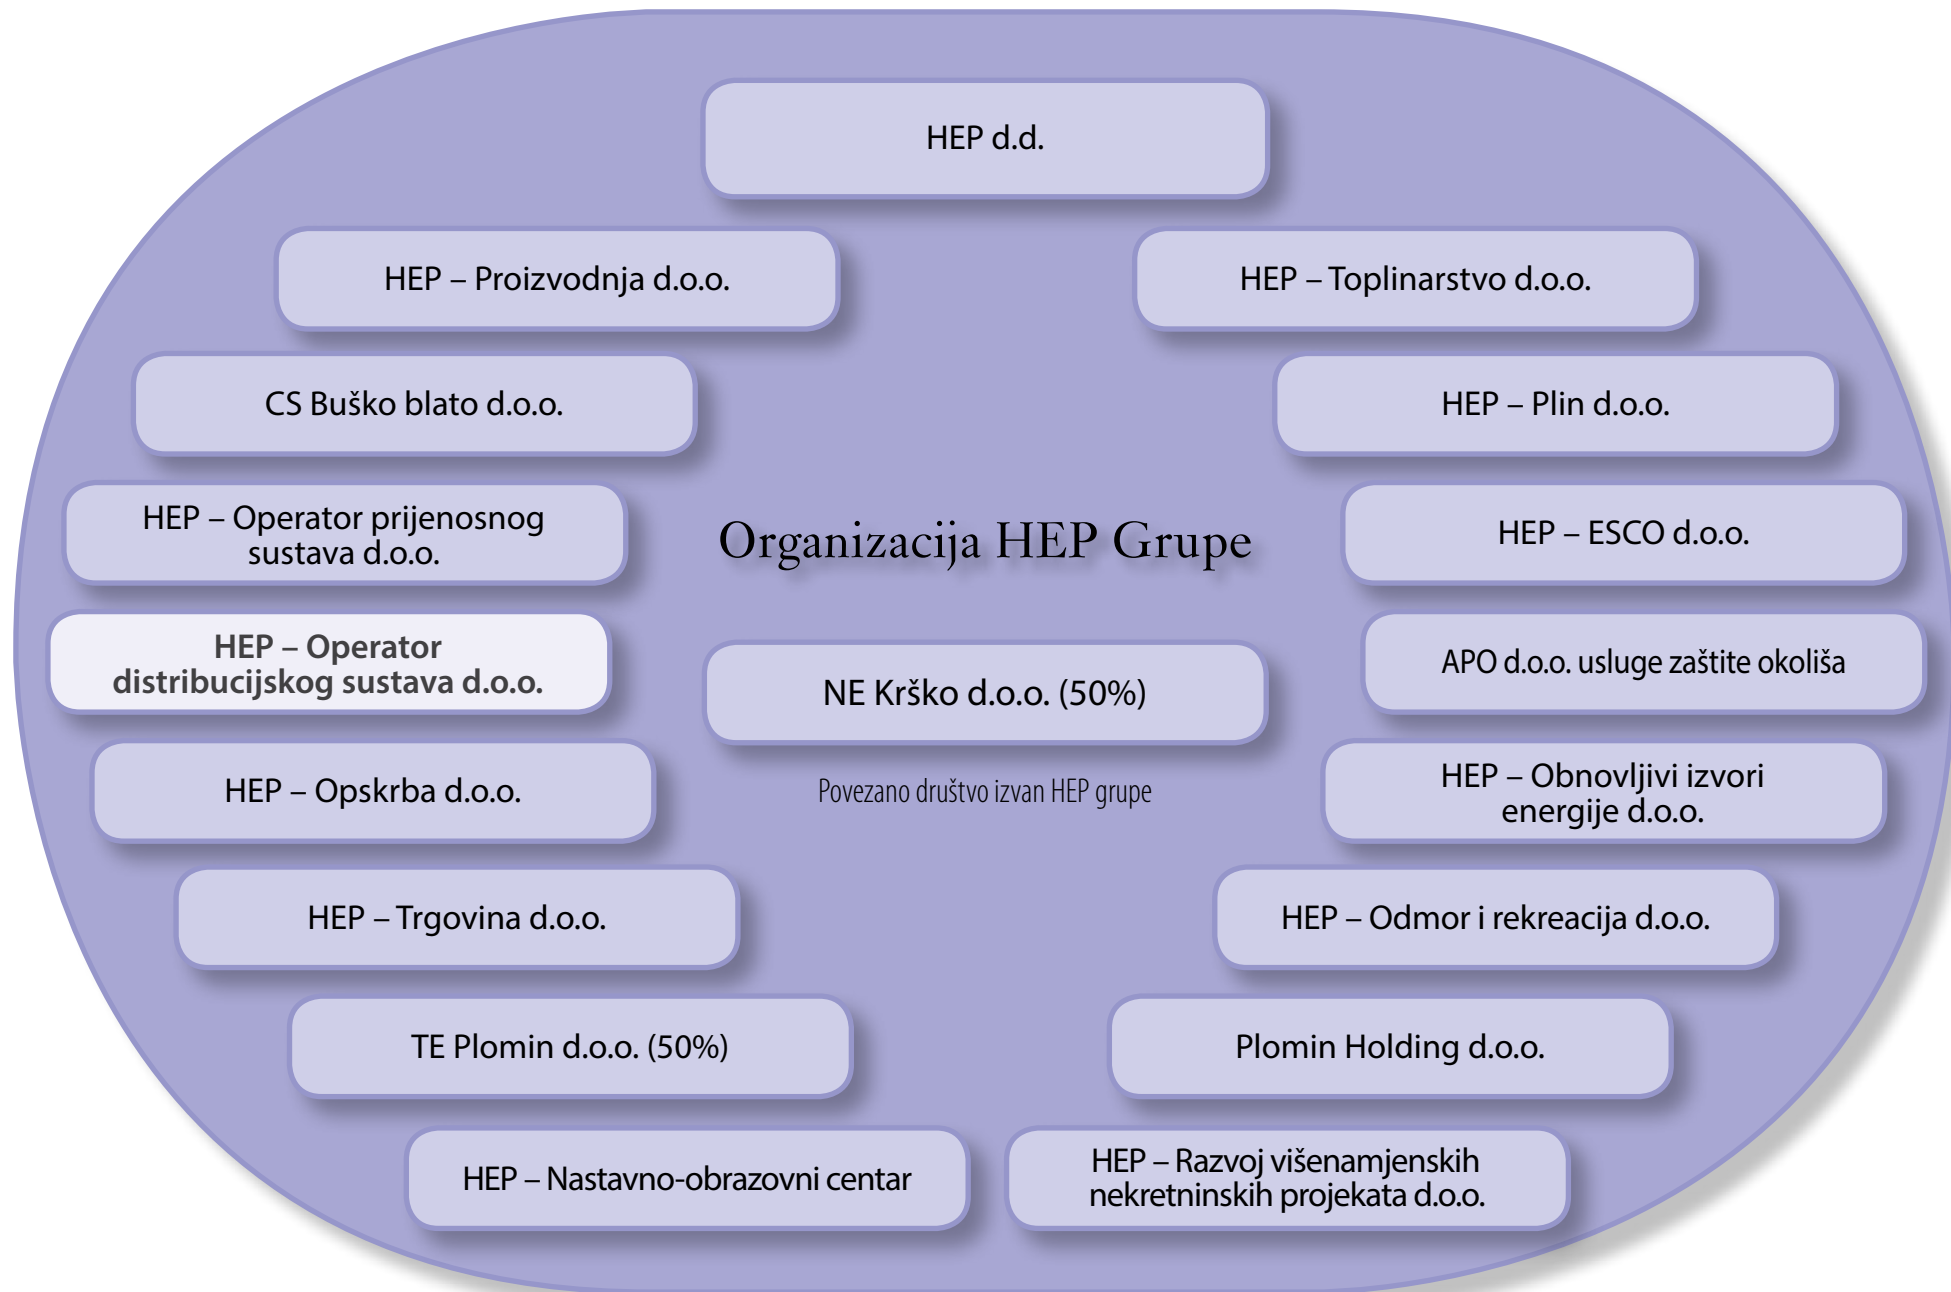 HEP d.d.
HEP – Proizvodnja d.o.o.
HEP – Toplinarstvo d.o.o.
CS Buško blato d.o.o.
HEP – Plin d.o.o.
HEP – Operator prijenosnog
sustava d.o.o.
Organizacija HEP Grupe
HEP – ESCO d.o.o.
HEP – Operator
distribucijskog sustava d.o.o.
NE Krško d.o.o. (50%)
APO d.o.o. usluge zaštite okoliša
HEP – Opskrba d.o.o.
Povezano društvo izvan HEP grupe
HEP – Obnovljivi izvori
energije d.o.o.
HEP – Trgovina d.o.o.
HEP – Odmor i rekreacija d.o.o.
TE Plomin d.o.o. (50%)
Plomin Holding d.o.o.
HEP – Nastavno-obrazovni centar
HEP – Razvoj višenamjenskih
nekretninskih projekata d.o.o.